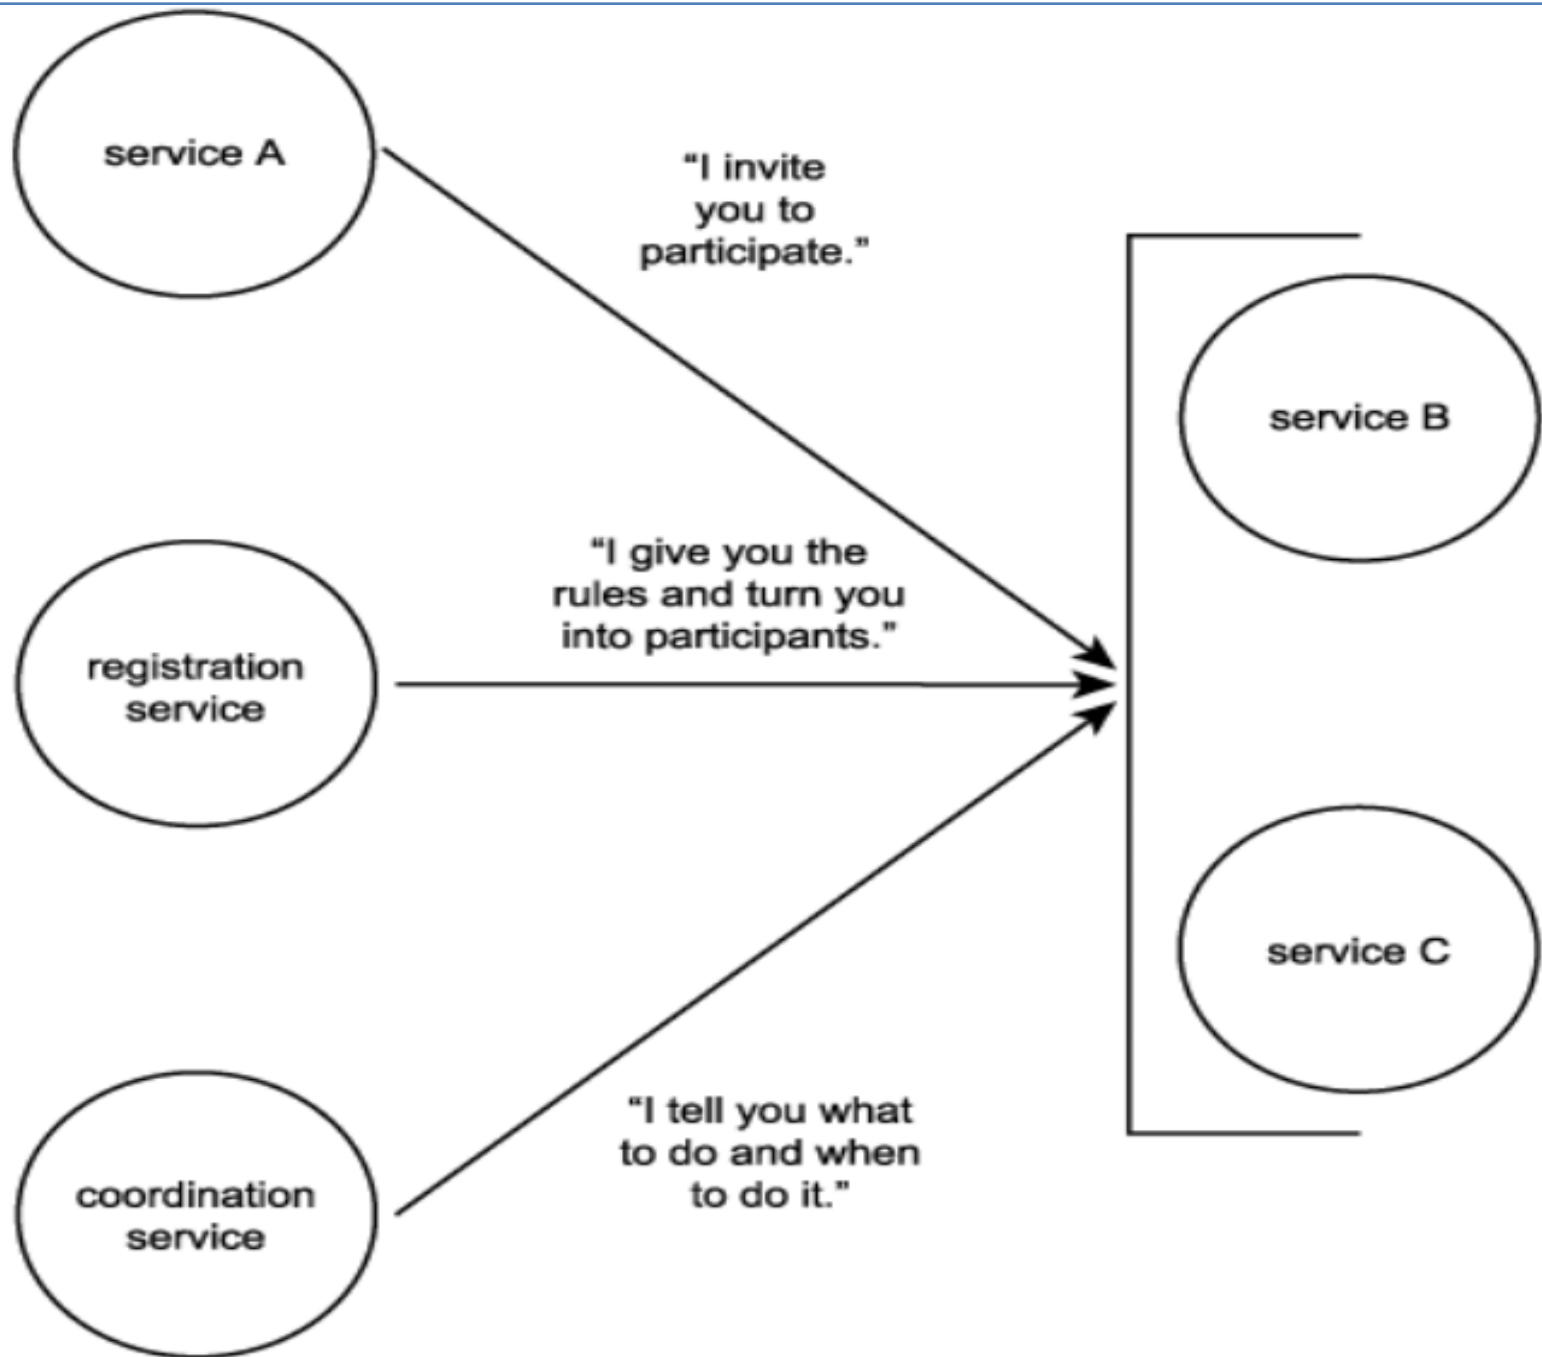 service A
“I invite
you to
participate.”
service B
“I give you the
rules and turn you
into participants.”
registration
service
service C
“I tell you what
to do and when
to do it.”
coordination
service